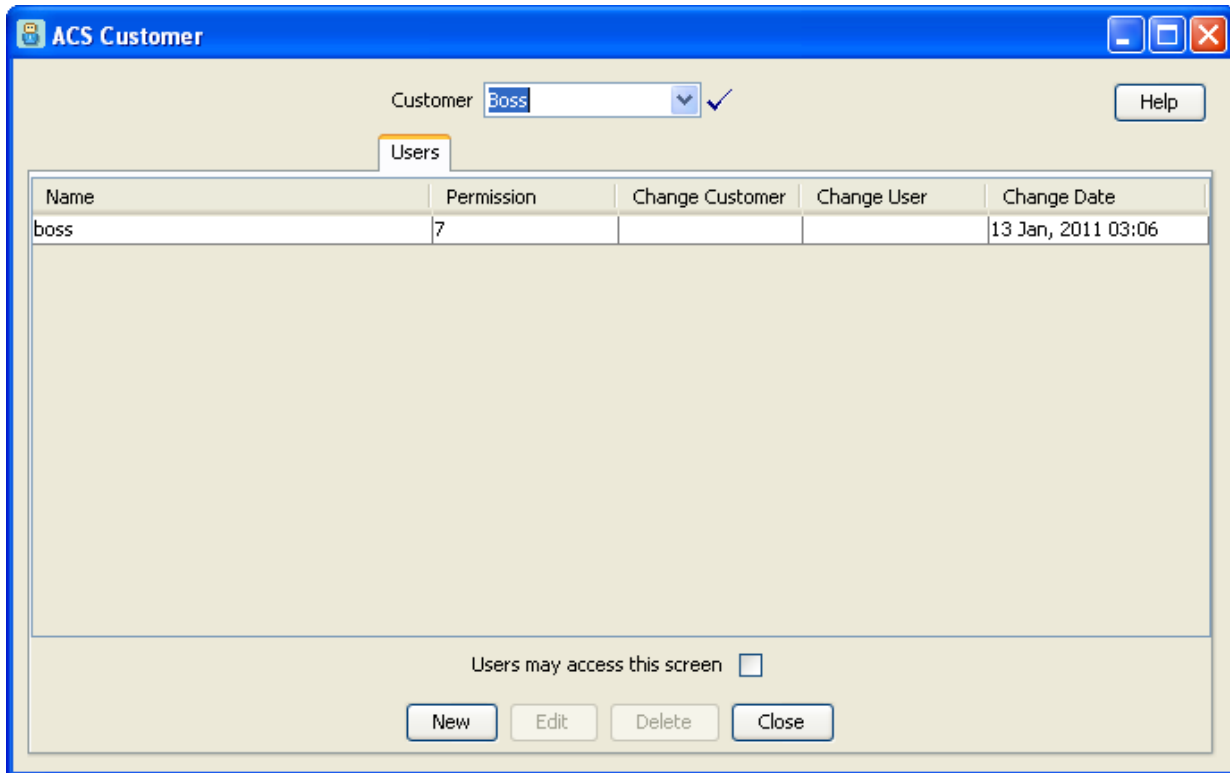 ACS Customer
Customer Boss
Help
Users
Name Permission Change Customer Change User Change Date
boss 7 13 Jan, 2011 03:06
Users may access this screen
New Edit Delete Close